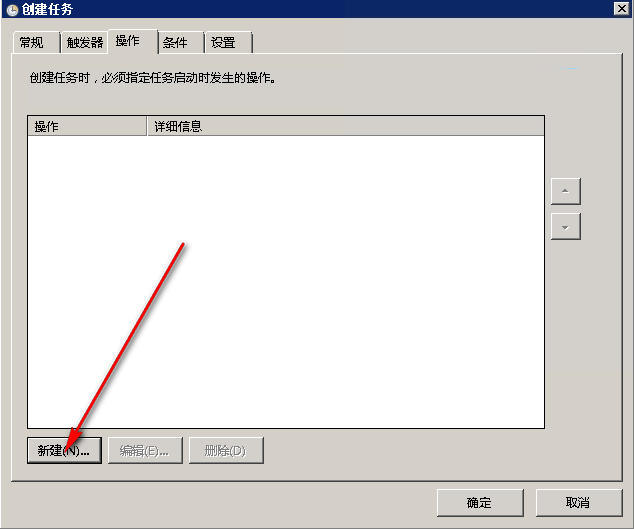 创建任务
常规 触发器 操作 条件 设置
创建任务时，必须指定任务启动时发生的操作。
操作 详细信息
新建(N)... 编辑(E)... 删除(D)
确定 取消